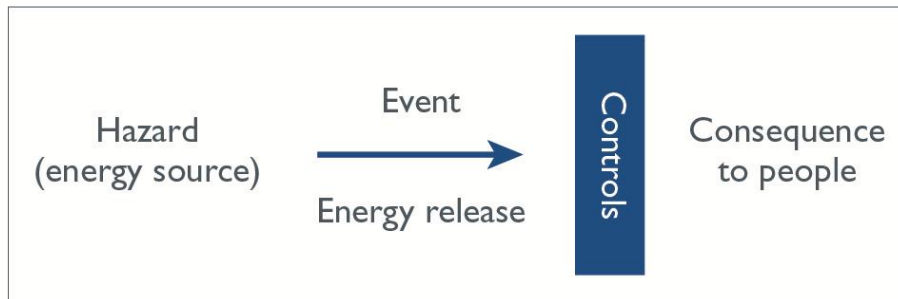 Hazard
(energy source)
Event
Energy release
Controls
Consequence
to people